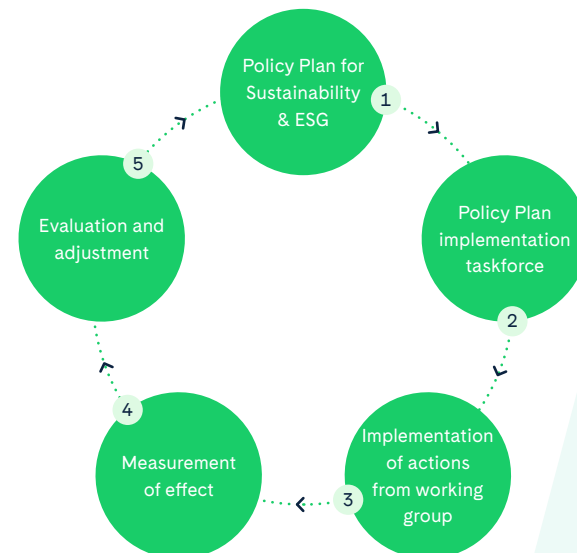 Policy Plan for
Sustainability
& ESG
1
Policy Plan
implementation
taskforce
2
Implementation
of actions
from working
group
3
Measurement
of effect
4
Evaluation and
adjustment
5